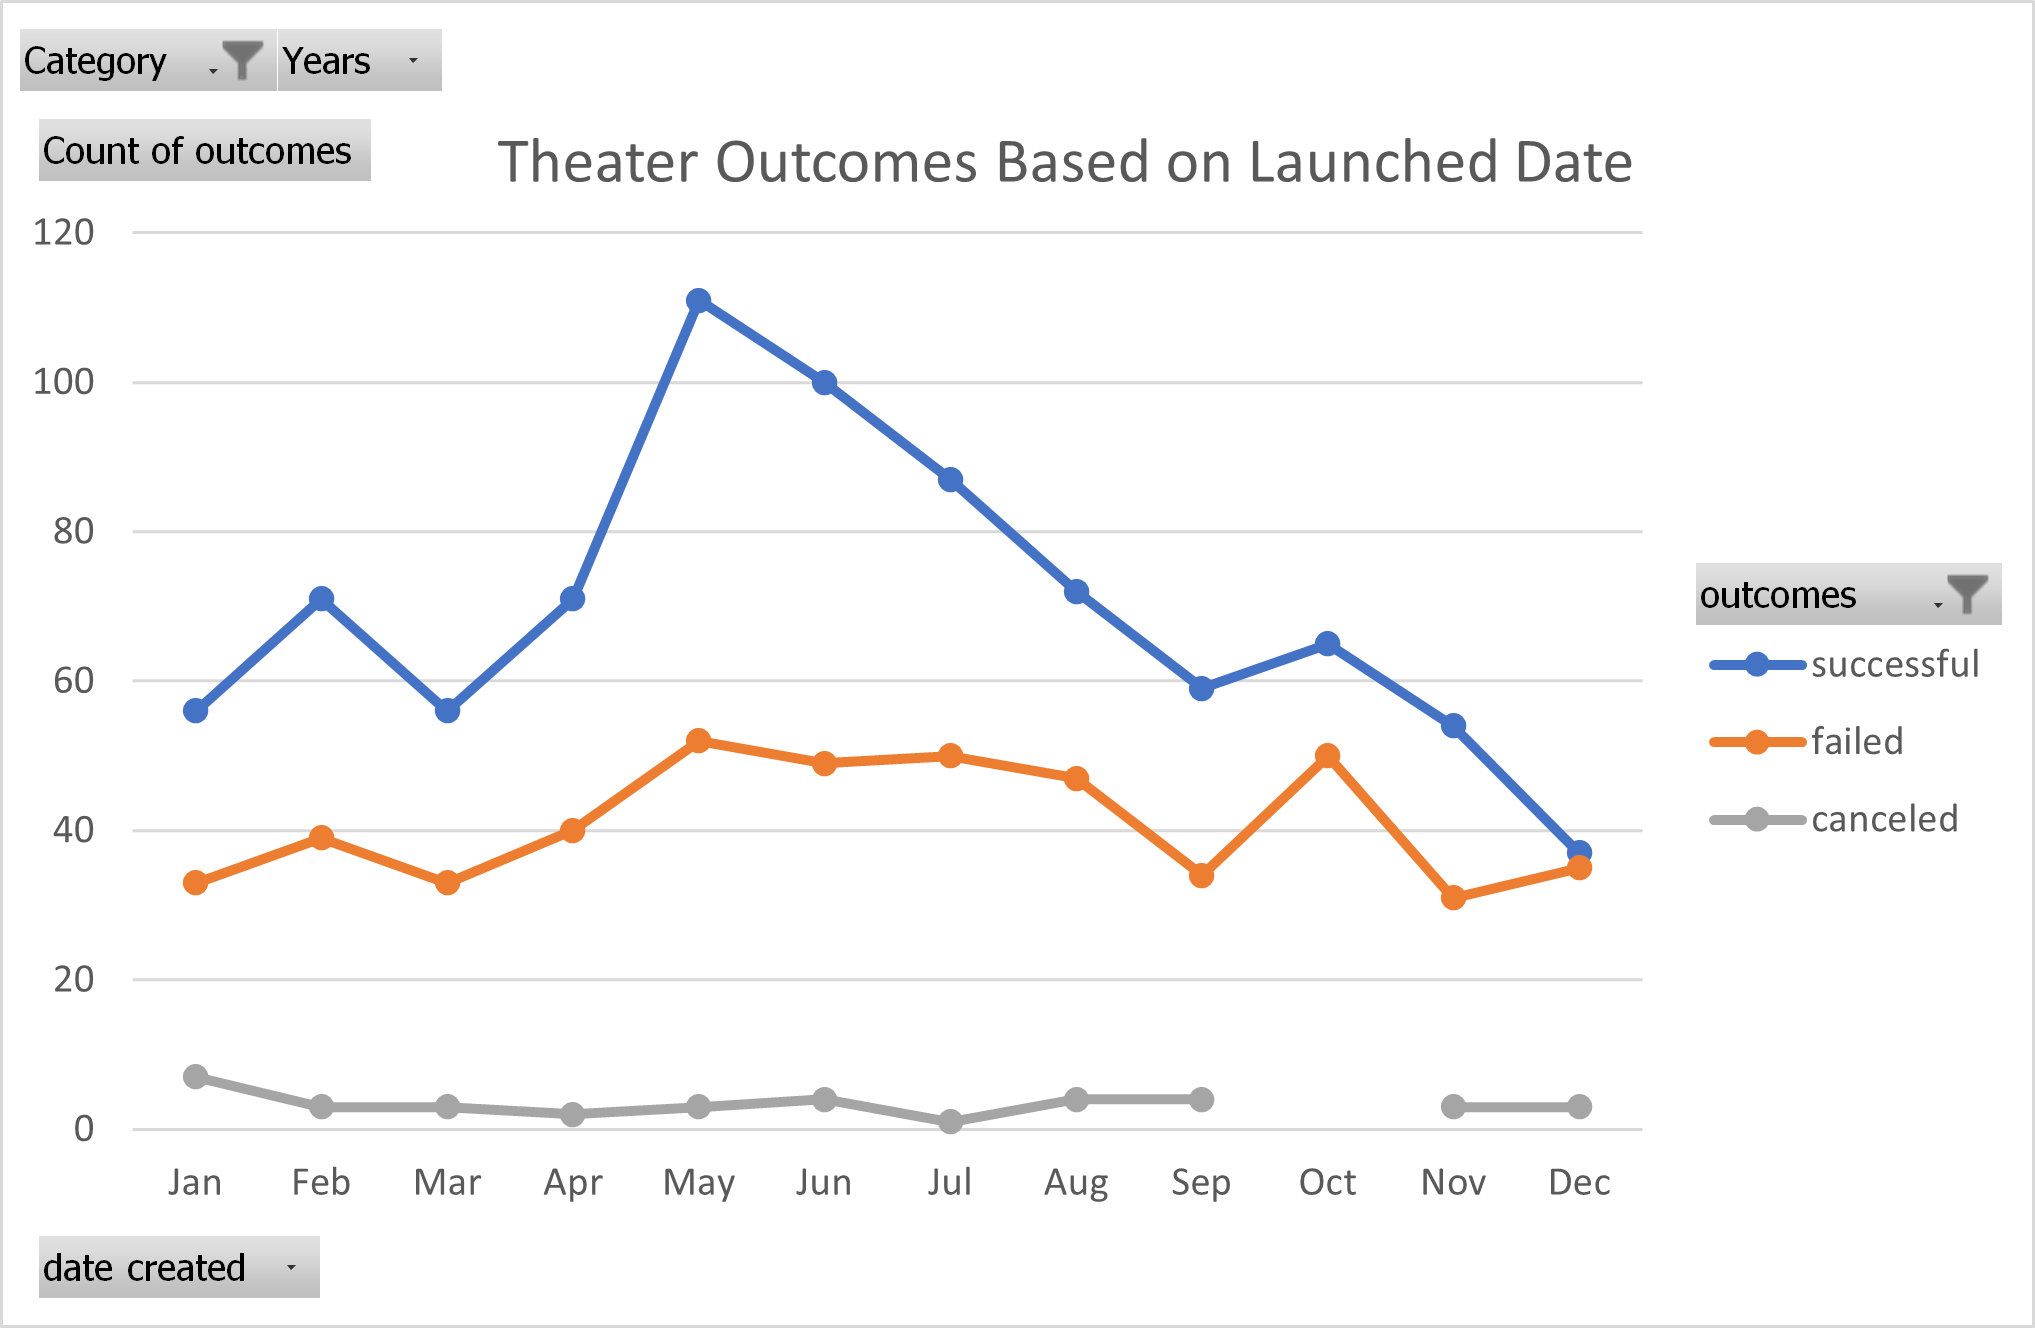 Category Years
Count of outcomes
Theater Outcomes Based on Launched Date
120
100
80
60
40
20
0
Jan Feb Mar Apr May Jun Jul Aug Sep Oct Nov Dec
outcomes
successful
failed
canceled
date created